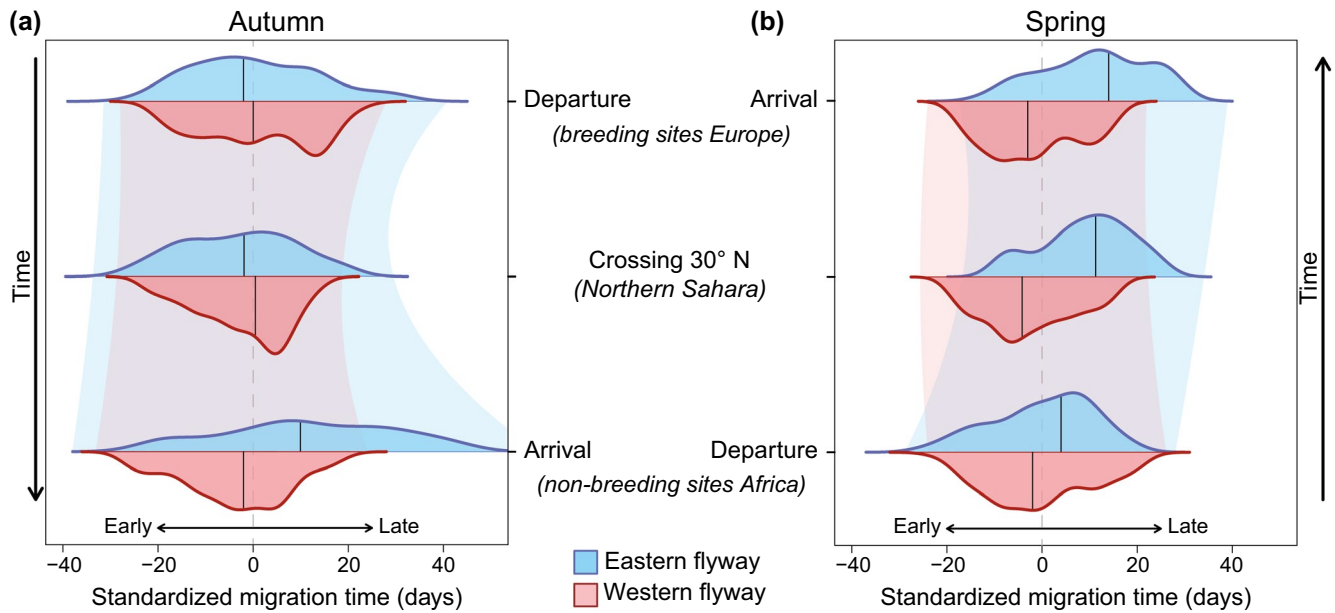 (a)
Autumn
(b)
Spring
Time
Departure
(breeding sites Europe)
Arrival
Crossing 30° N
(Northern Sahara)
Arrival
(non-breeding sites Africa)
Departure
Time
Early
Late
Early
Late
−40
−20
0
20
40
−40
−20
0
20
40
Standardized migration time (days)
Eastern flyway
Western flyway
Standardized migration time (days)